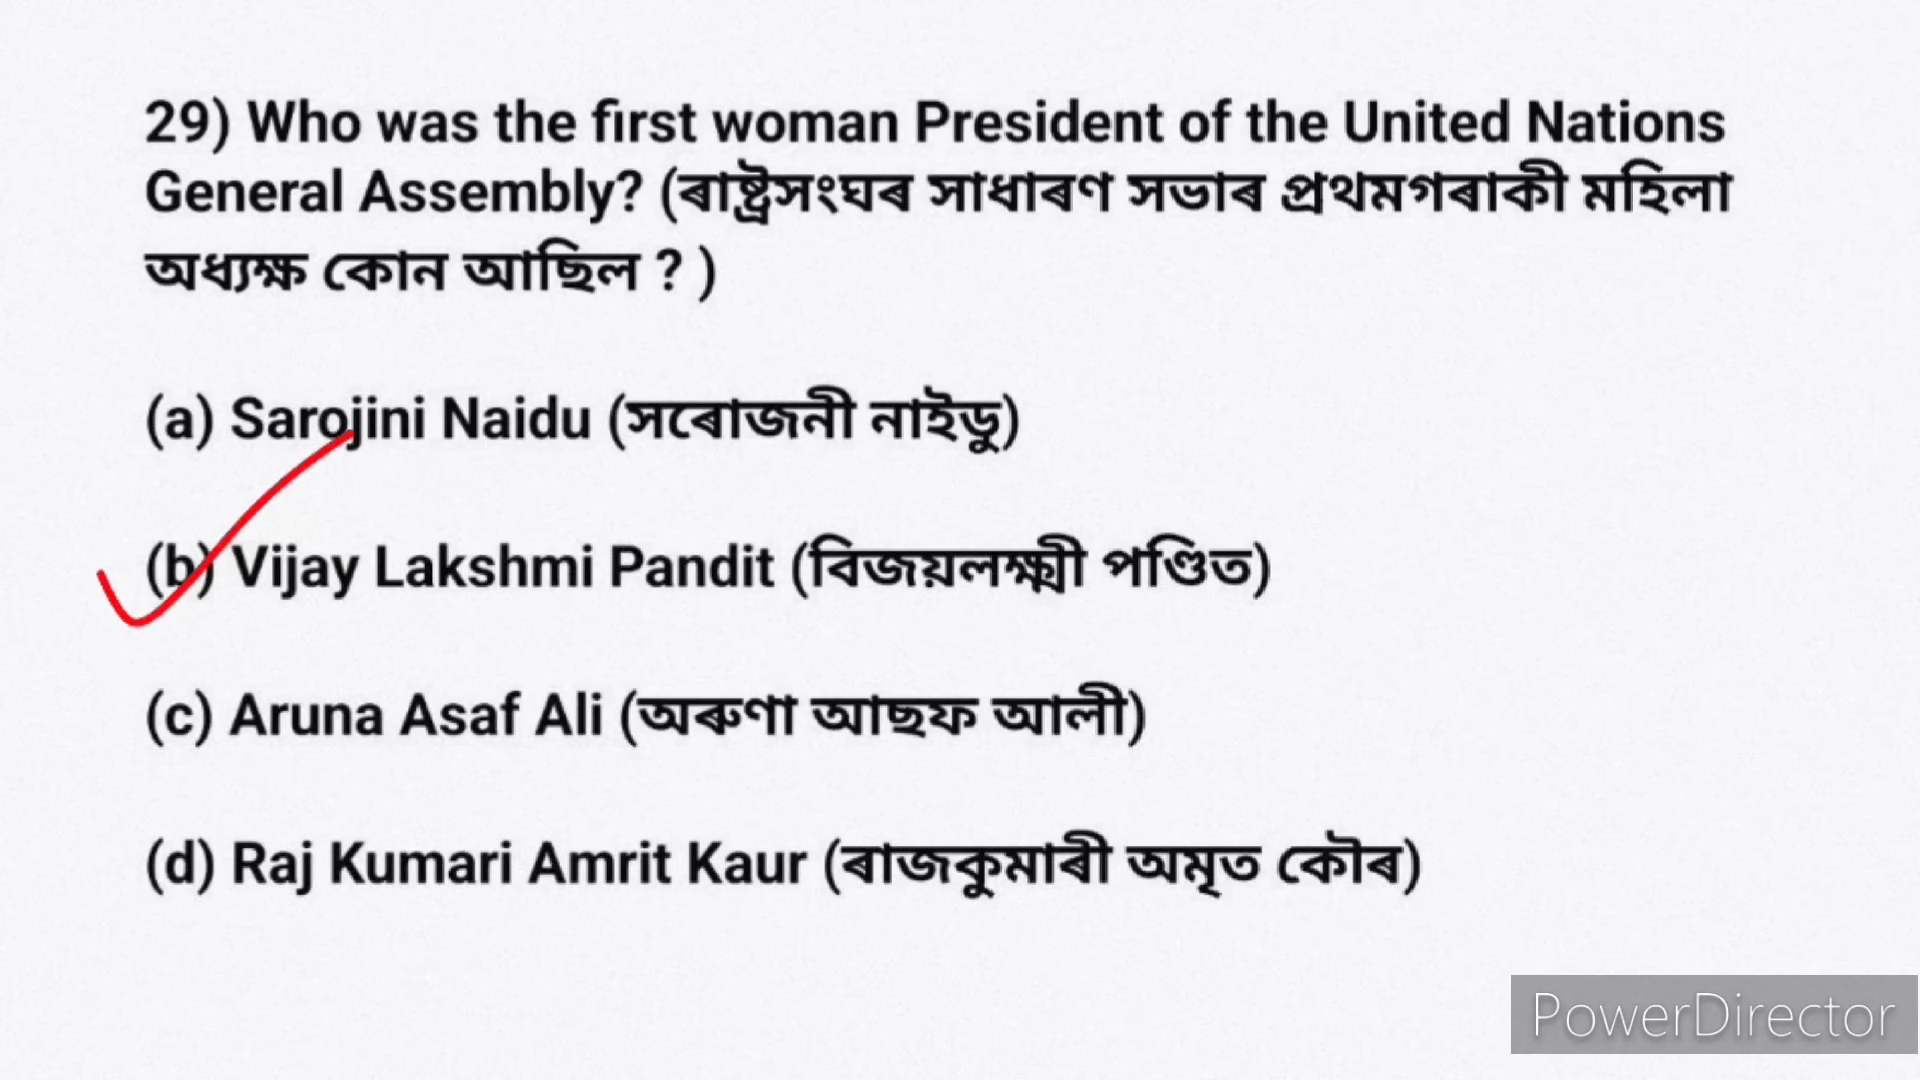 29) Who was the first woman President of the United Nations
General Assembly? (ৰাষ্ট্ৰসংঘৰ সাধাৰণ সভাৰ প্ৰথমগৰাকী মহিলা
অধ্যক্ষ কোন আছিল ? )
(a) Sarojini Naidu (সৰোজনী নাইডু)
(b) Vijay Lakshmi Pandit (বিজয়লক্ষ্মী পণ্ডিত)
(c) Aruna Asaf Ali (অৰুণা আছফ আলী)
(d) Raj Kumari Amrit Kaur (ৰাজকুমাৰী অমৃত কৌৰ)
PowerDirector